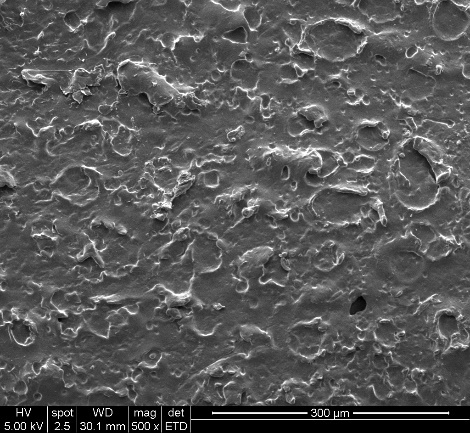 HV spot WD mag det
5.00 kV 2.5 30.1 mm 500 x ETD 300 µm